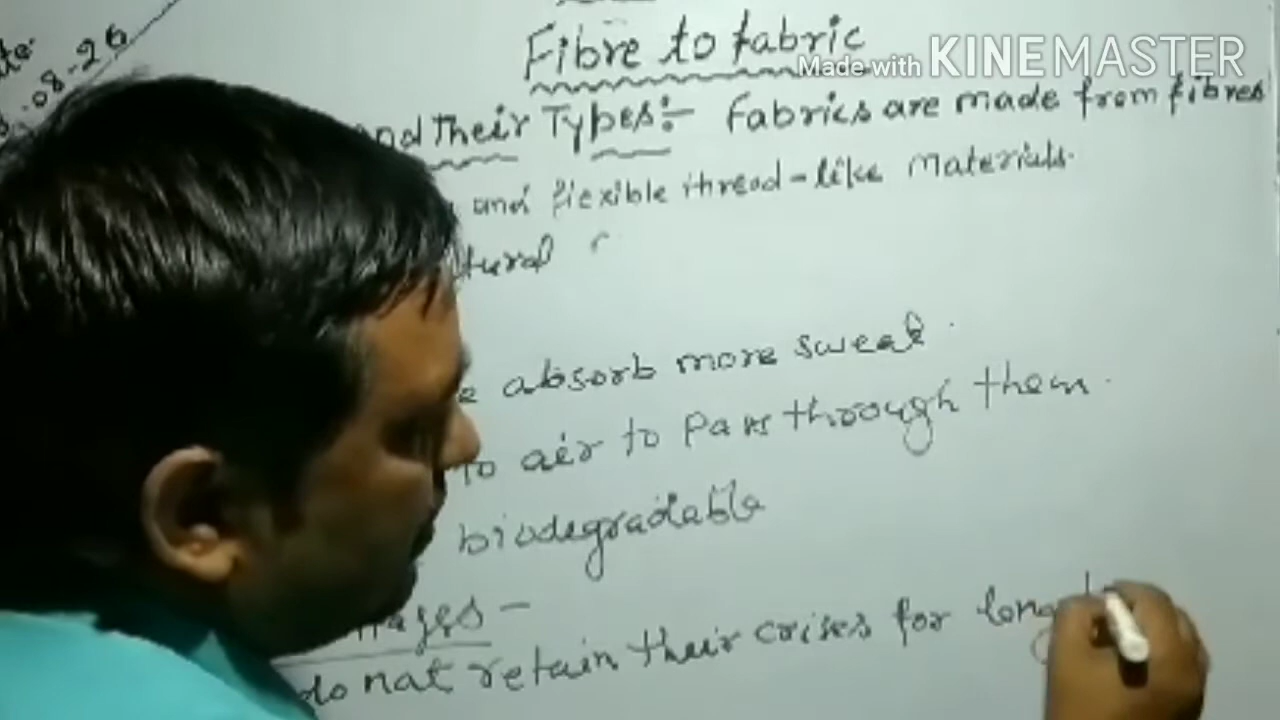 08-26
Fibre to fabric
Made with KINEMASTER
and Their Types:- Fabrics are made from fibres
and flexible thread-like Materials.
tural
absorb more sweat.
to air to Pass through them.
biodegradable
ages -
do not retain their crises for long